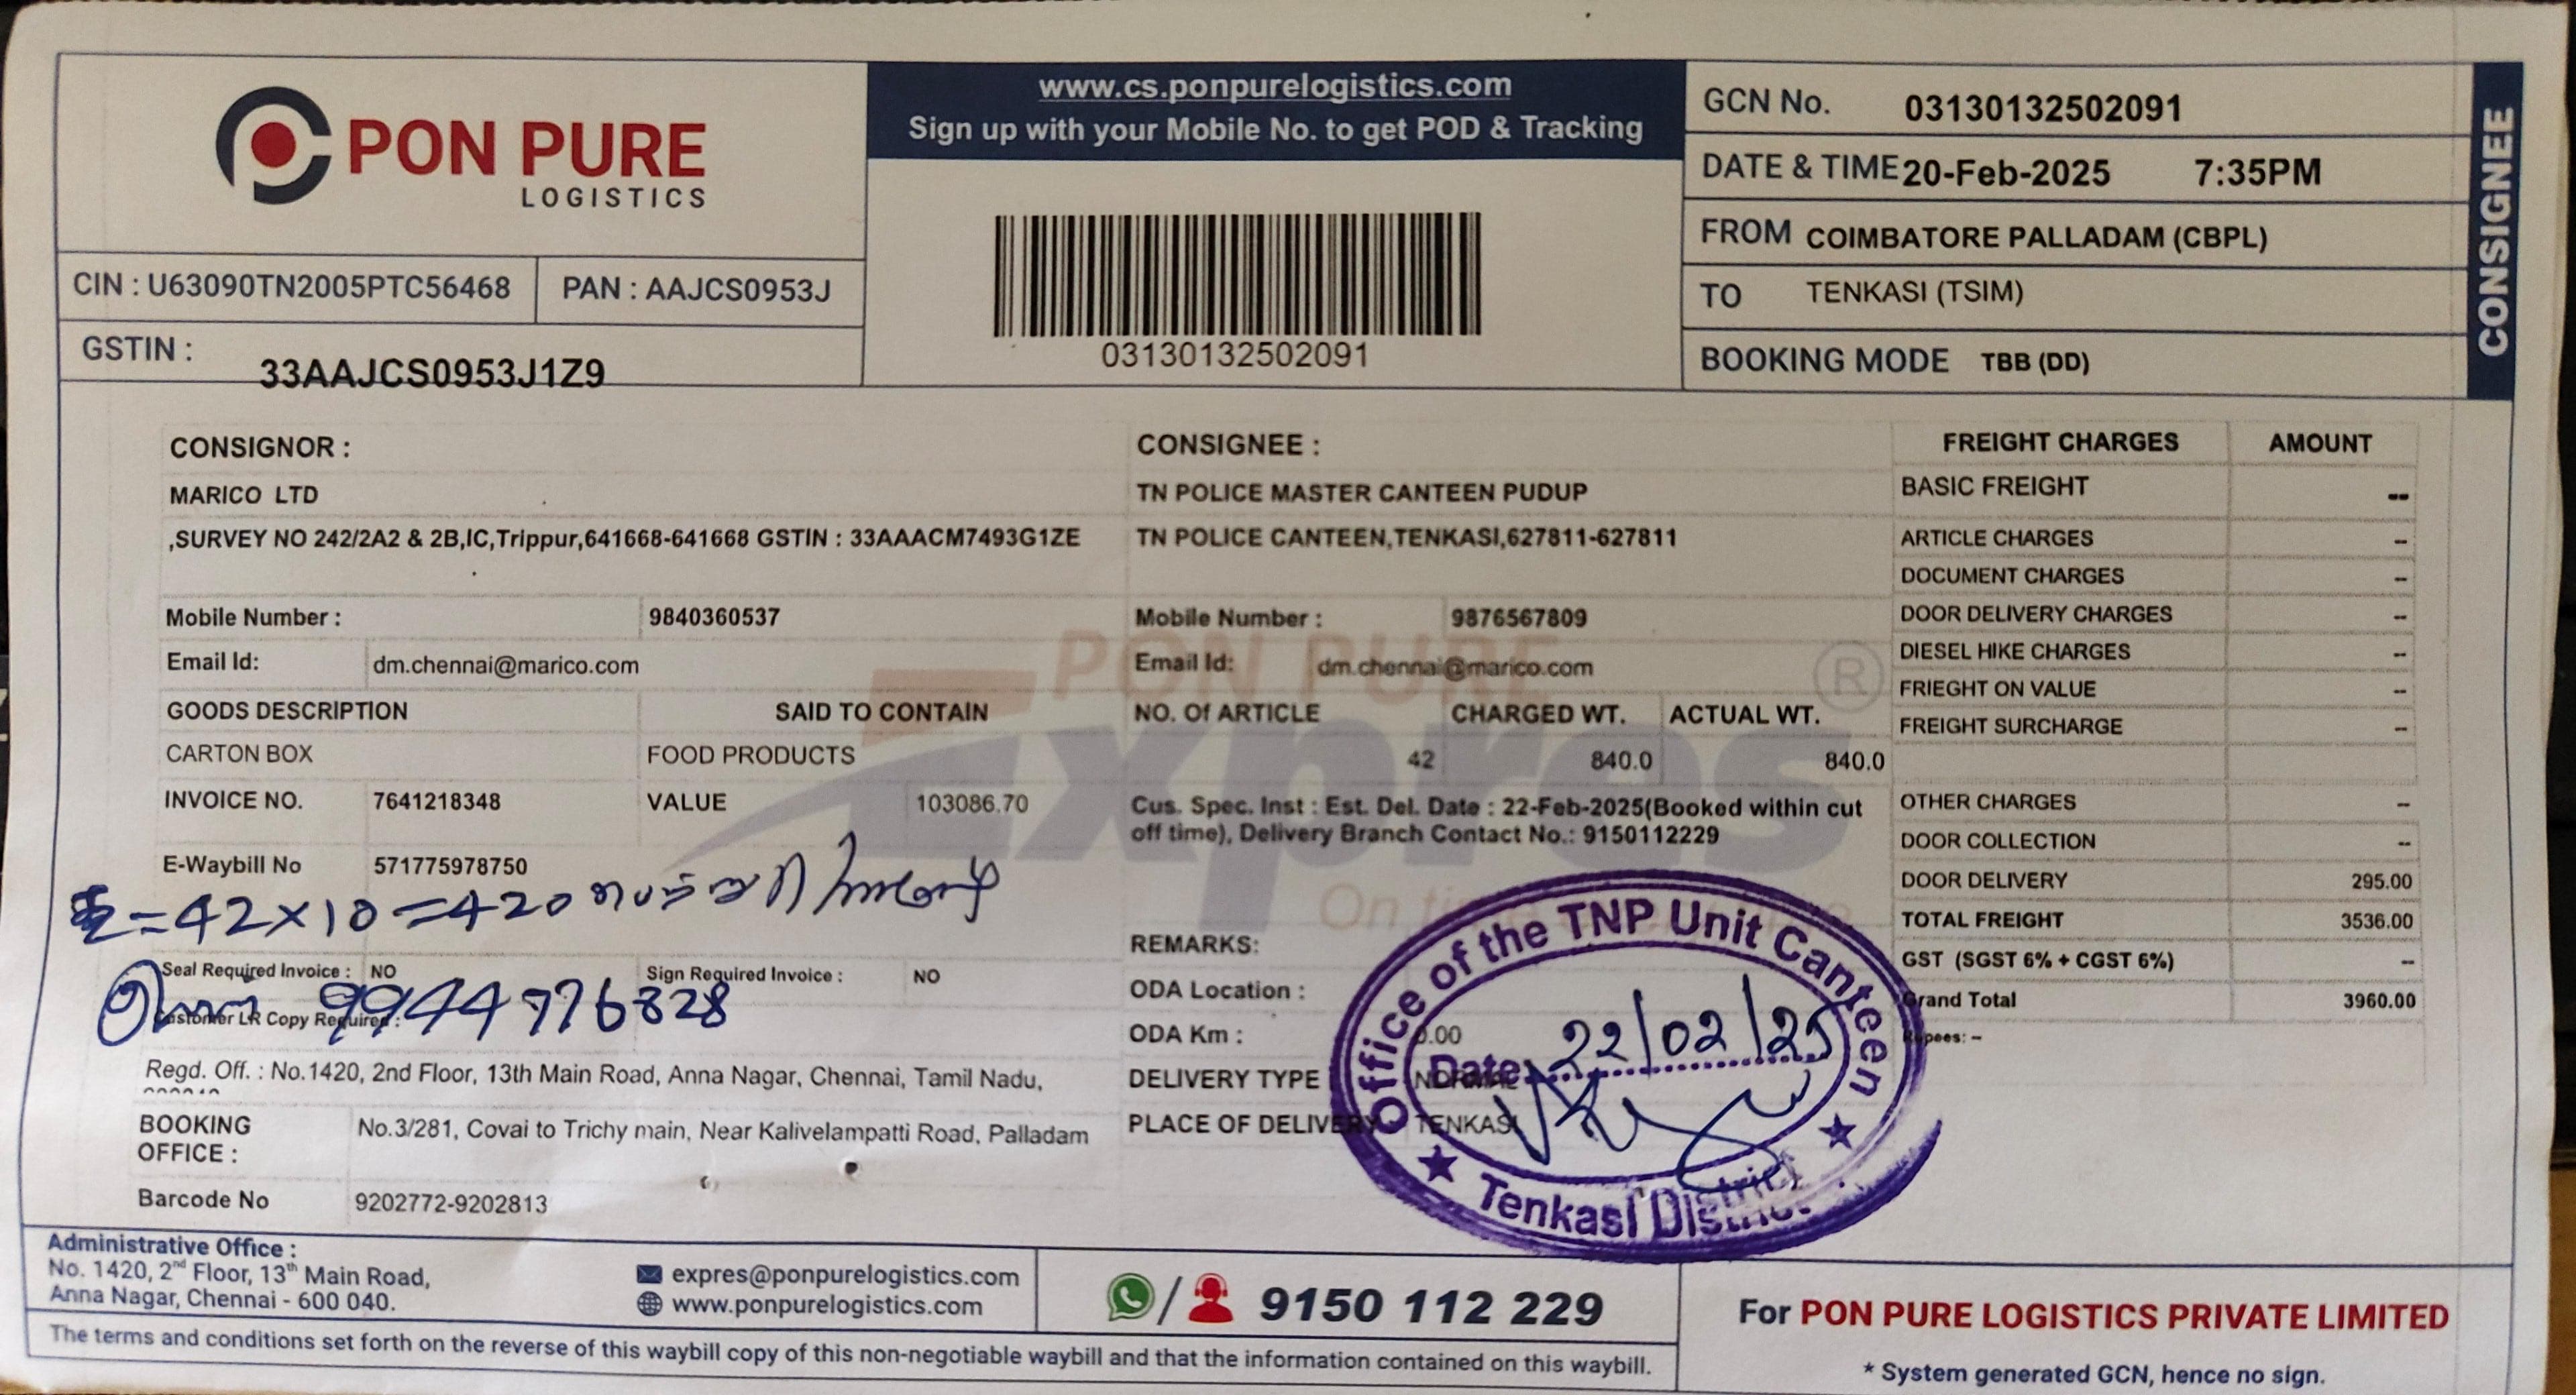 PON PURE
LOGISTICS
www.cs.ponpurelogistics.com
Sign up with your Mobile No. to get POD & Tracking
03130132502091
CIN : U63090TN2005PTC56468
PAN : AAJCS0953J
GSTIN :
33AAJCS0953J1Z9
GCN No. 03130132502091
DATE & TIME 20-Feb-2025 7:35PM
FROM COIMBATORE PALLADAM (CBPL)
TO TENKASI (TSIM)
BOOKING MODE TBB (DD)
CONSIGNEE
CONSIGNOR :
MARICO LTD
,SURVEY NO 242/2A2 & 2B,IC,Trippur,641668-641668 GSTIN : 33AAACM7493G1ZE
Mobile Number : 9840360537
Email Id: dm.chennai@marico.com
CONSIGNEE :
TN POLICE MASTER CANTEEN PUDUP
TN POLICE CANTEEN,TENKASI,627811-627811
Mobile Number : 9876567809
Email Id: dm.chennai@marico.com
GOODS DESCRIPTION SAID TO CONTAIN NO. Of ARTICLE CHARGED WT. ACTUAL WT.
CARTON BOX FOOD PRODUCTS 42 840.0 840.0
INVOICE NO. 7641218348 VALUE 103086.70
E-Waybill No 571775978750
=42×10=420
Seal Required Invoice : NO Sign Required Invoice : NO
9944776328
Customer LR Copy Required :
Regd. Off. : No.1420, 2nd Floor, 13th Main Road, Anna Nagar, Chennai, Tamil Nadu,
BOOKING
OFFICE :
No.3/281, Covai to Trichy main, Near Kalivelampatti Road, Palladam
Barcode No 9202772-9202813
Cus. Spec. Inst : Est. Del. Date : 22-Feb-2025(Booked within cut
off time), Delivery Branch Contact No.: 9150112229
REMARKS:
ODA Location :
ODA Km : 0.00
DELIVERY TYPE NORMAL
PLACE OF DELIVERY TENKASI
PON PURE
Expres
®
On time
Office of the TNP Unit Canteen
Date: 22/02/25
★ Tenkasi District ★
FREIGHT CHARGES AMOUNT
BASIC FREIGHT --
ARTICLE CHARGES --
DOCUMENT CHARGES --
DOOR DELIVERY CHARGES --
DIESEL HIKE CHARGES --
FRIEGHT ON VALUE --
FREIGHT SURCHARGE --
OTHER CHARGES --
DOOR COLLECTION --
DOOR DELIVERY 295.00
TOTAL FREIGHT 3536.00
GST (SGST 6% + CGST 6%) --
Grand Total 3960.00
Rupees: --
Administrative Office :
No. 1420, 2nd Floor, 13th Main Road,
Anna Nagar, Chennai - 600 040.
expres@ponpurelogistics.com
www.ponpurelogistics.com
/ 9150 112 229
For PON PURE LOGISTICS PRIVATE LIMITED
* System generated GCN, hence no sign.
The terms and conditions set forth on the reverse of this waybill copy of this non-negotiable waybill and that the information contained on this waybill.